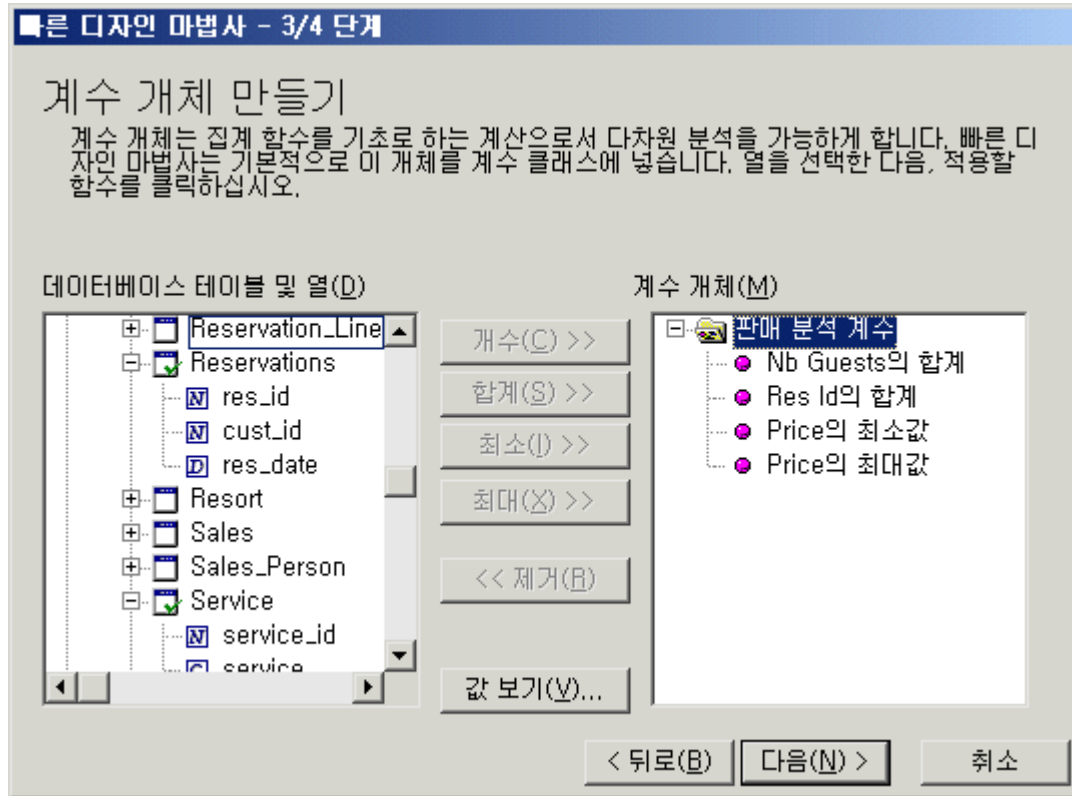 빠른 디자인 마법사 - 3/4 단계
계수 개체 만들기
계수 개체는 집계 함수를 기초로 하는 계산으로서 다차원 분석을 가능하게 합니다. 빠른 디
자인 마법사는 기본적으로 이 개체를 계수 클래스에 넣습니다. 열을 선택한 다음, 적용할
함수를 클릭하십시오.
데이터베이스 테이블 및 열(D)
Reservation_Line
Reservations
res_id
cust_id
res_date
Resort
Sales
Sales_Person
Service
service_id
service
개수(C) >>
합계(S) >>
최소(I) >>
최대(X) >>
<< 제거(R)
값 보기(V)...
계수 개체(M)
판매 분석 계수
Nb Guests의 합계
Res Id의 합계
Price의 최소값
Price의 최대값
< 뒤로(B)
다음(N) >
취소